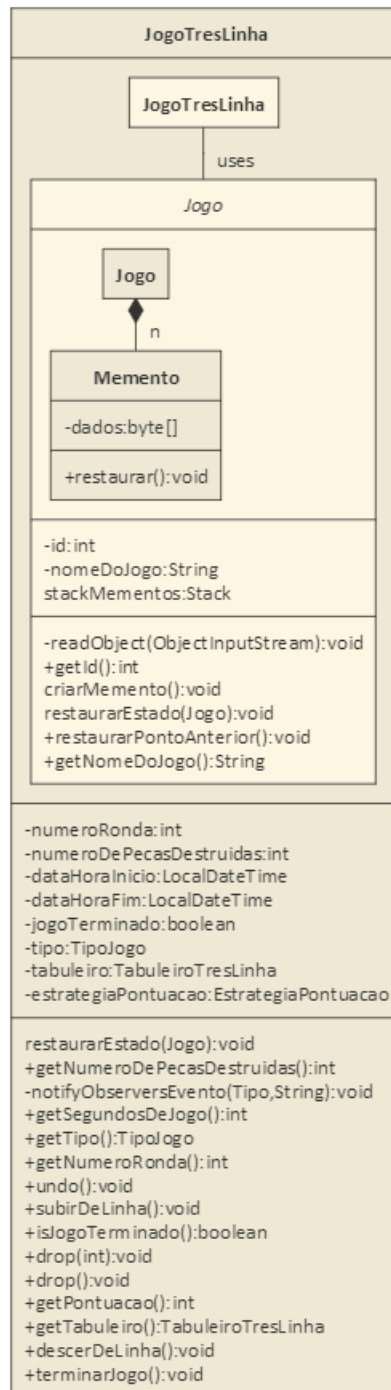 JogoTresLinha
JogoTresLinha
uses
Jogo
Jogo
n
Memento
-dados:byte[]
+restaurar():void
-id:int
-nomeDoJogo:String
stackMementos:Stack
-readObject(ObjectInputStream):void
+getId():int
criarMemento():void
restaurarEstado(Jogo):void
+restaurarPontoAnterior():void
+getNomeDoJogo():String
-numeroRonda:int
-numeroDePecasDestruidas:int
-dataHoraInicio:LocalDateTime
-dataHoraFim:LocalDateTime
-jogoTerminado:boolean
-tipo:TipoJogo
-tabuleiro:TabuleiroTresLinha
-estrategiaPontuacao:EstrategiaPontuacao
restaurarEstado(Jogo):void
+getNumeroDePecasDestruidas():int
-notifyObserversEvento(Tipo,String):void
+getSegundosDeJogo():int
+getTipo():TipoJogo
+getNumeroRonda():int
+undo():void
+subirDeLinha():void
+isJogoTerminado():boolean
+drop(int):void
+drop():void
+getPontuacao():int
+getTabuleiro():TabuleiroTresLinha
+descerDeLinha():void
+terminarJogo():void